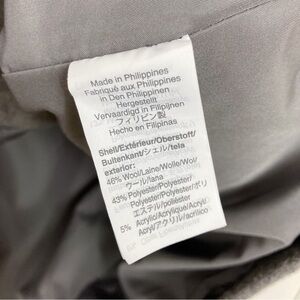 Made in Philippines
Fabriqué aux Philippines
in Den Philippinen
Hergestellt
Vervaardigd in Filipijnen
フィリピン製
Hecho en Filipinas
Shell/Extérieur/Oberstoff/
Buitenkant/シェル/tela
exterior:
46% Wool/Laine/Wolle/Wol/
ウール/lana
43% Polyester/Polyester/
Polyester/Polyester/ポリ
エステル/poliéster
5% Acrylic/Acrylique/Acryl/
Acryl/アクリル/acrílico